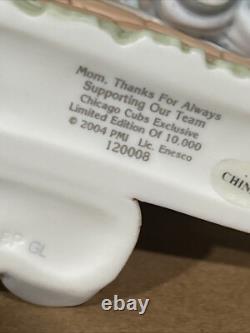 Mom, Thanks For Always
Supporting Our Team
Chicago Cubs Exclusive
Limited Edition Of 10,000
© 2004 PMI Lic. Enesco
120008
GL
CHIN